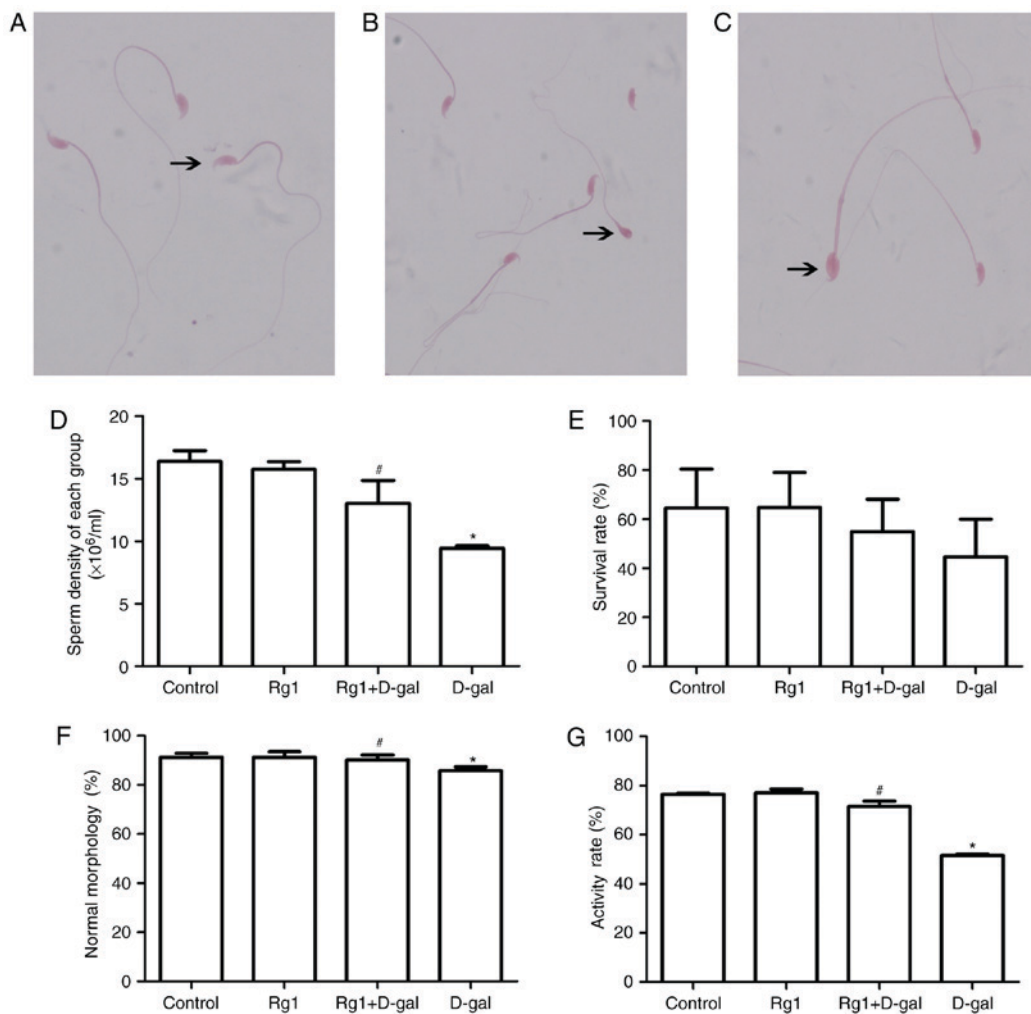 A
B
C
D
Sperm density of each group
(×10⁶/ml)
20
15
10
5
0
#
*
Control
Rg1
Rg1+D-gal
D-gal
E
Survival rate (%)
100
80
60
40
20
0
Control
Rg1
Rg1+D-gal
D-gal
F
Normal morphology (%)
100
80
60
40
20
0
#
*
Control
Rg1
Rg1+D-gal
D-gal
G
Activity rate (%)
100
80
60
40
20
0
#
*
Control
Rg1
Rg1+D-gal
D-gal